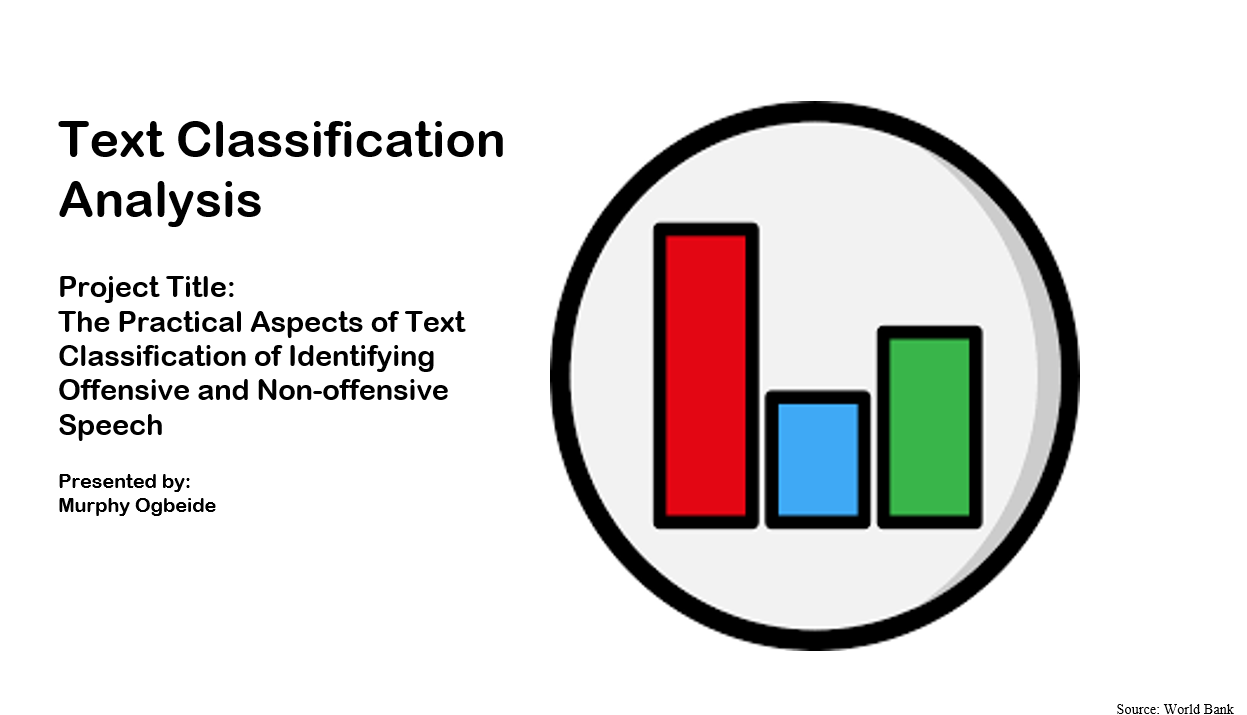 Text Classification
Analysis
Project Title:
The Practical Aspects of Text
Classification of Identifying
Offensive and Non-offensive
Speech
Presented by:
Murphy Ogbeide
Source: World Bank